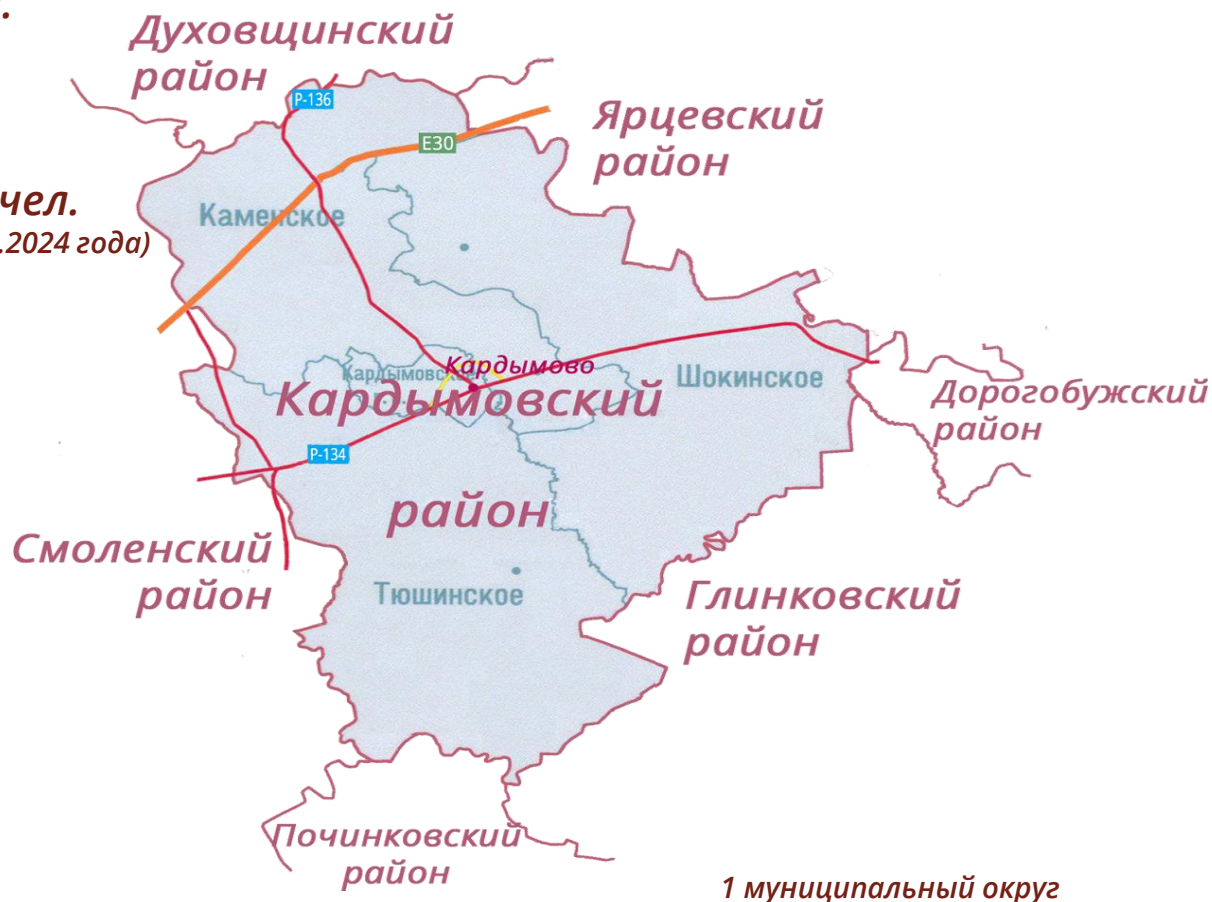 Духовщинский
район
Р-136
Ярцевский
район
Е30
чел.
.2024 года)
Каменское
Кардымово
Кардымовское
Шокинское
Кардымовский
район
Дорогобужский
район
Р-134
Смоленский
район
Тюшинское
Глинковский
район
Починковский
район
1 муниципальный округ